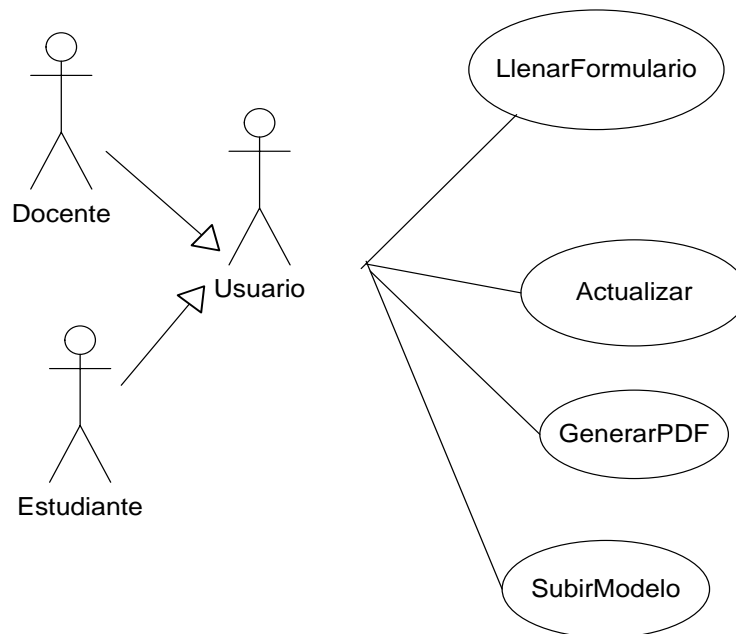 LlenarFormulario
Docente
Usuario
Actualizar
GenerarPDF
Estudiante
SubirModelo